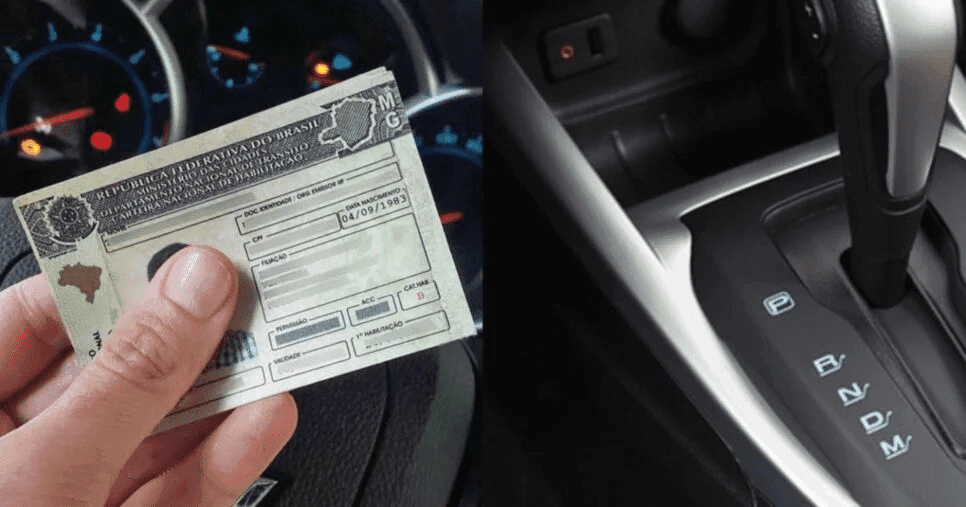 REPÚBLICA FEDERATIVA DO BRASIL
MINISTÉRIO DAS CIDADES
DEPARTAMENTO NACIONAL DE TRÂNSITO
CARTEIRA NACIONAL DE HABILITAÇÃO
MG
NOME
DOC. IDENTIDADE / ORG. EMISSOR UF
CPF
DATA NASCIMENTO
04/09/1983
FILIAÇÃO
PERMISSÃO
ACC
CAT. HAB.
B
VALIDADE
1ª HABILITAÇÃO
P
R
N
D
M